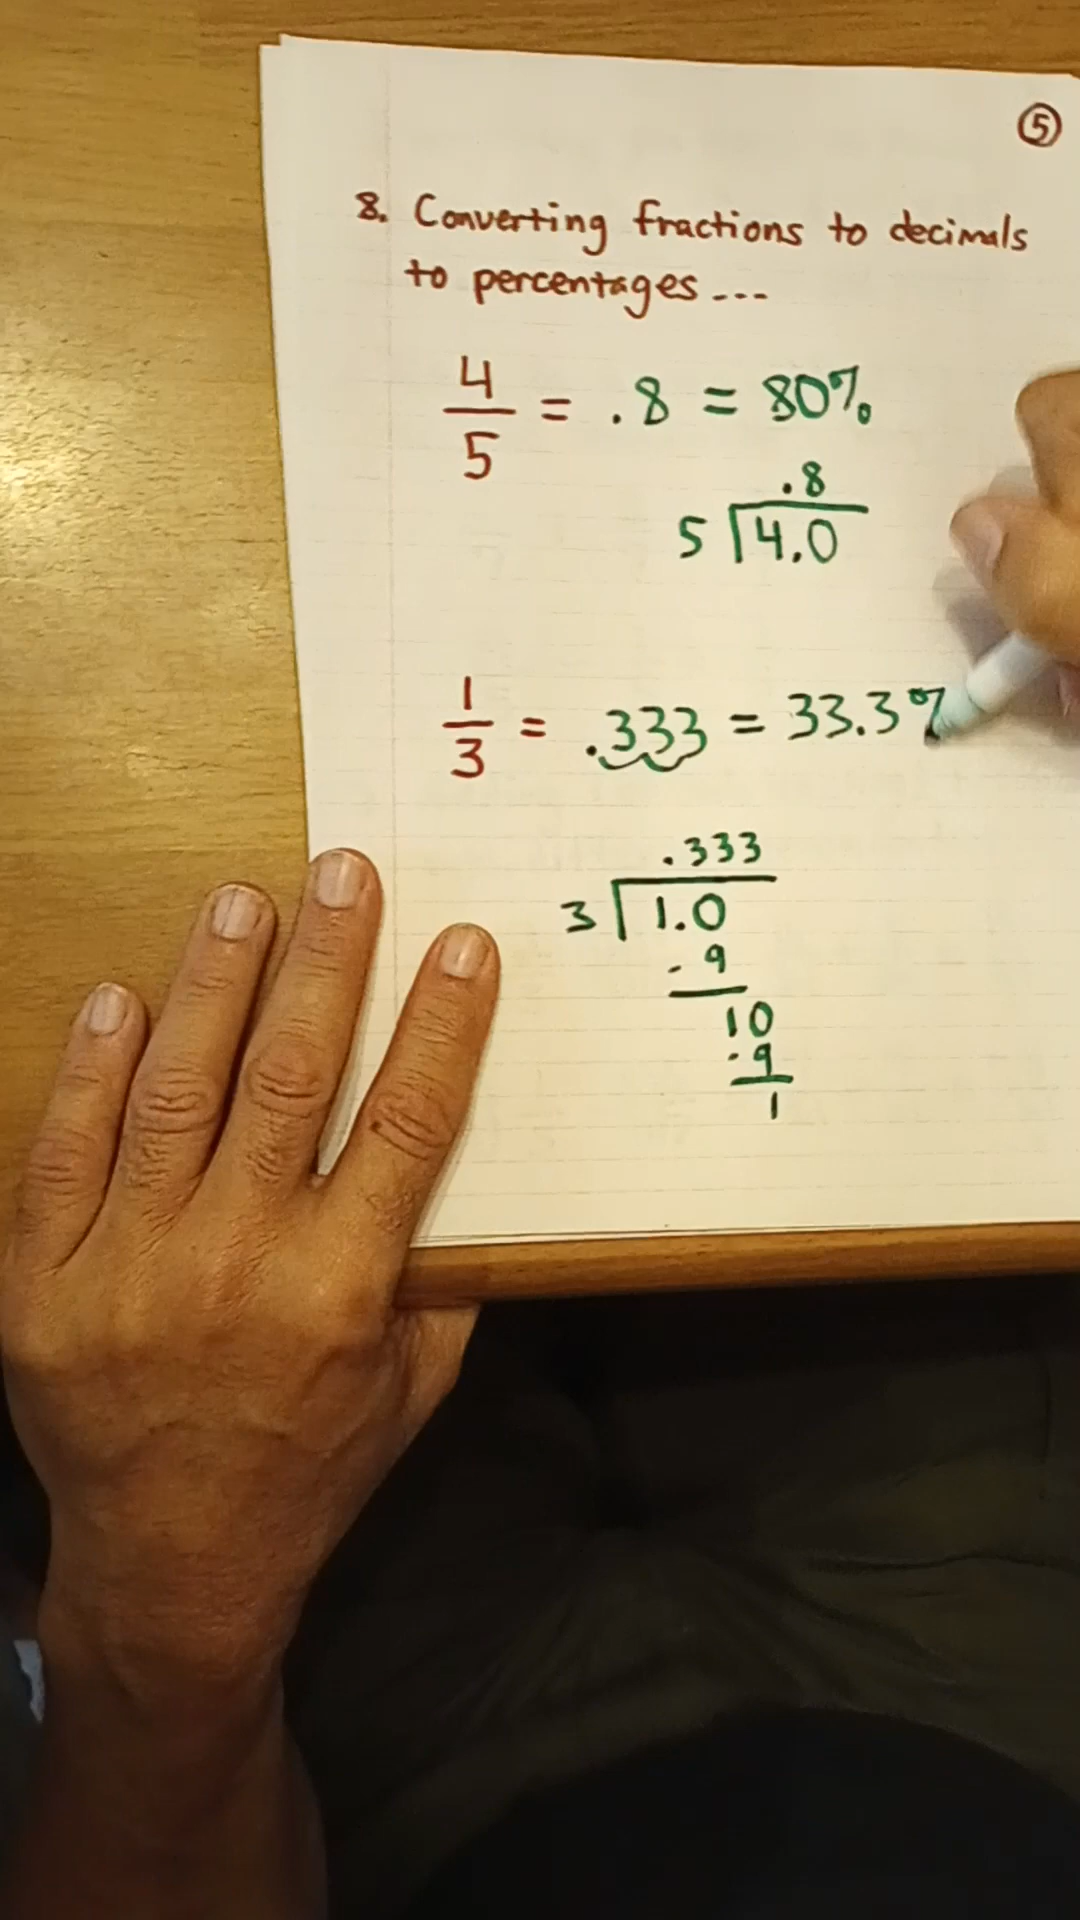 ⑤
8. Converting fractions to decimals
to percentages ---
4/5 = .8 = 80%
.8
5 4.0
1/3 = .333 = 33.3%
.333
3 1.0
- 9
10
- 9
1